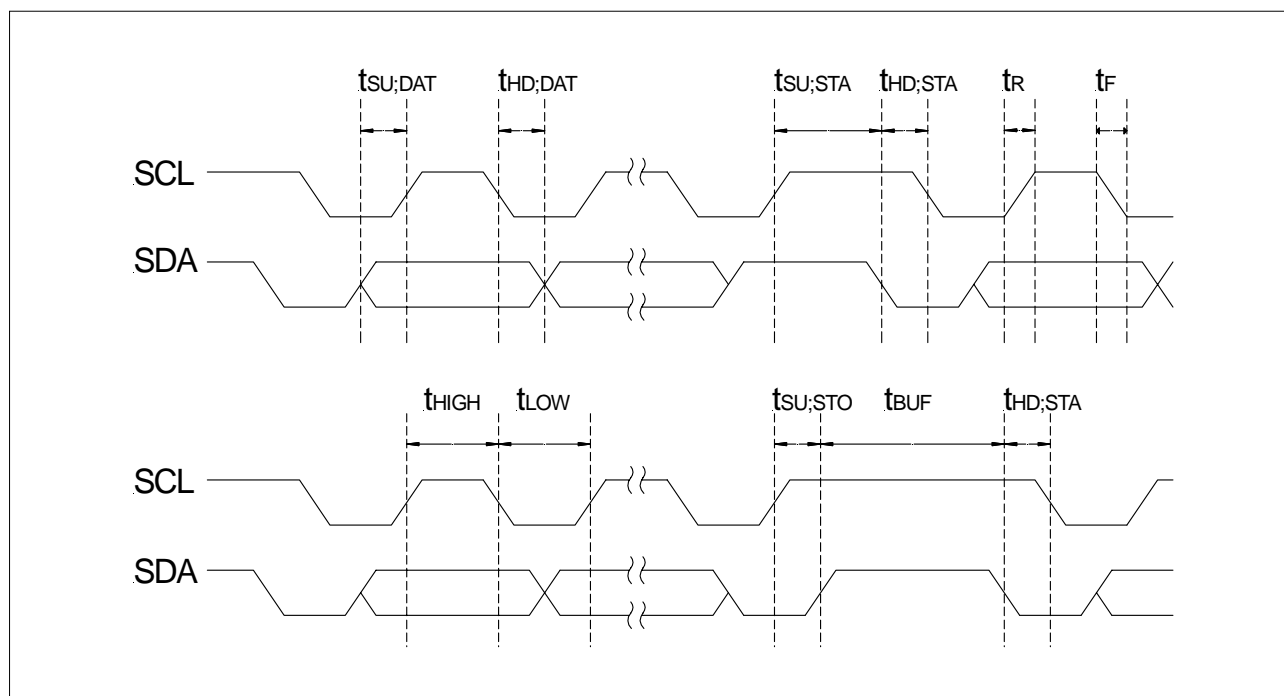 tSU;DAT tHD;DAT tSU;STA tHD;STA tR tF
SCL
SDA
tHIGH tLOW tSU;STO tBUF tHD;STA
SCL
SDA